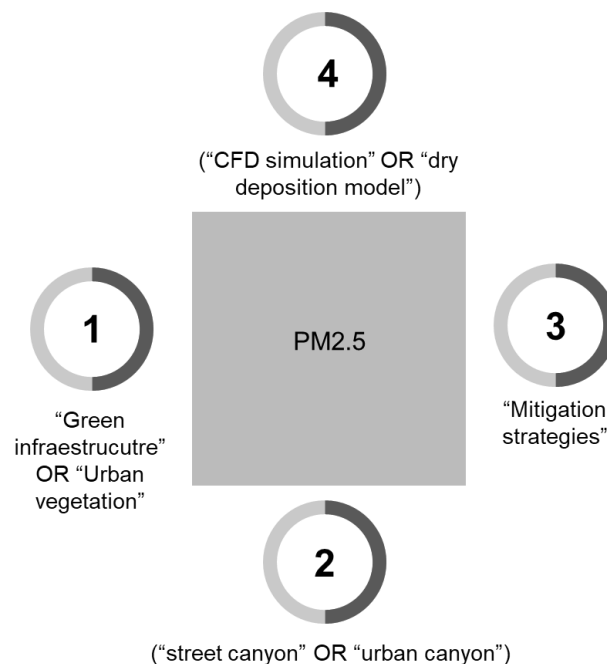 4
(“CFD simulation” OR “dry
deposition model”)
PM2.5
1
“Green
infraestrucutre”
OR “Urban
vegetation”
3
“Mitigation
strategies”
2
(“street canyon” OR “urban canyon”)